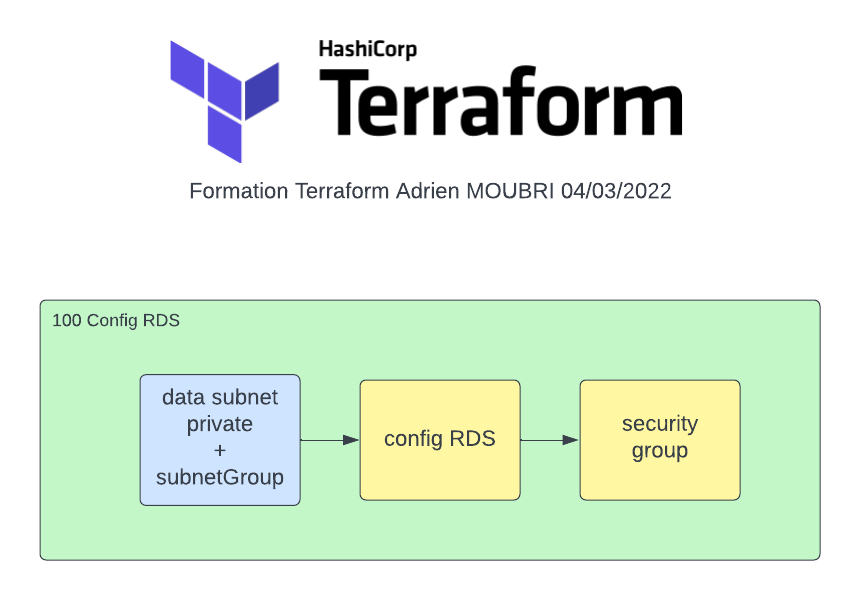 HashiCorp
Terraform
Formation Terraform Adrien MOUBRI 04/03/2022
100 Config RDS
data subnet
private
+
subnetGroup
config RDS
security
group